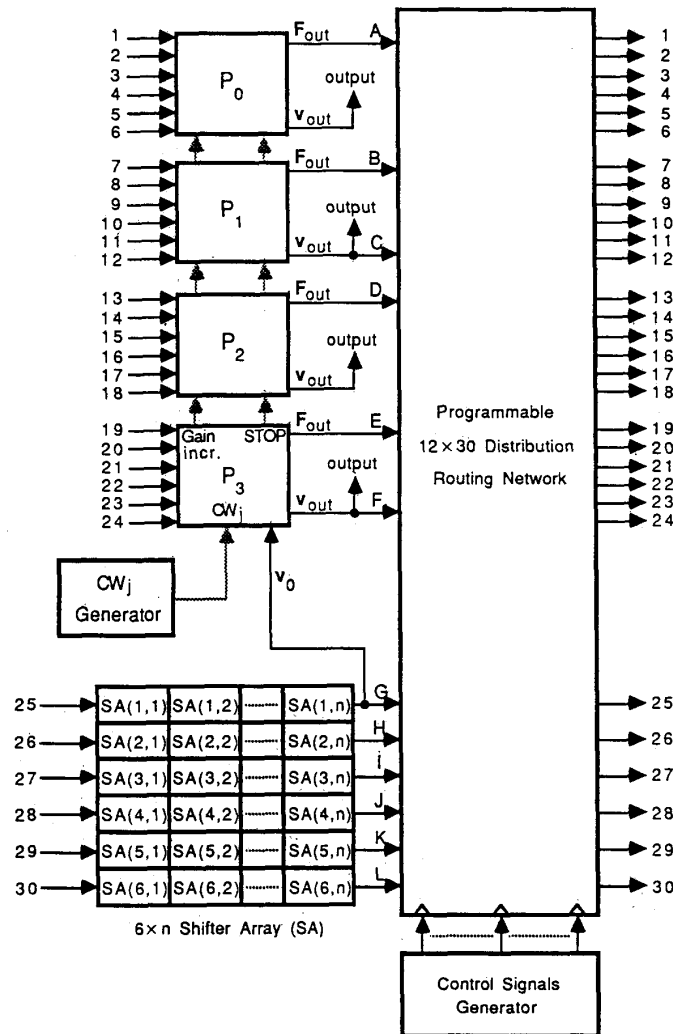 1
2
3
4
5
6
P0
Fout A
output
vout
1
2
3
4
5
6
7
8
9
10
11
12
P1
Fout B
output
vout C
7
8
9
10
11
12
13
14
15
16
17
18
P2
Fout D
output
vout
13
14
15
16
17
18
19
20
21
22
23
24
Gain incr.
STOP
P3
CWj
Fout E
output
vout F
19
20
21
22
23
24
Programmable
12×30 Distribution
Routing Network
CWj
Generator
v0
25 SA(1,1) SA(1,2) SA(1,n) G 25
26 SA(2,1) SA(2,2) SA(2,n) H 26
27 SA(3,1) SA(3,2) SA(3,n) i 27
28 SA(4,1) SA(4,2) SA(4,n) J 28
29 SA(5,1) SA(5,2) SA(5,n) K 29
30 SA(6,1) SA(6,2) SA(6,n) L 30
6×n Shifter Array (SA)
Control Signals
Generator